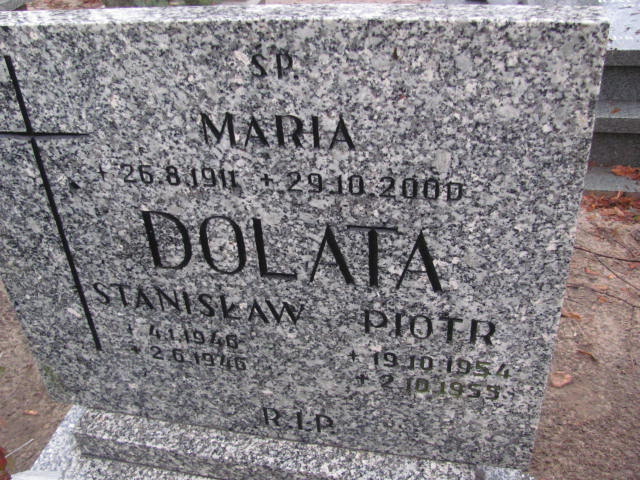 SP.
MARIA
+ 26.8.1911 + 29.10.2000
DOLATA
STANISŁAW PIOTR
+ 4.1.1946 + 19.10.1954
+ 2.6.1946 + 2.10.1955
R.I.P